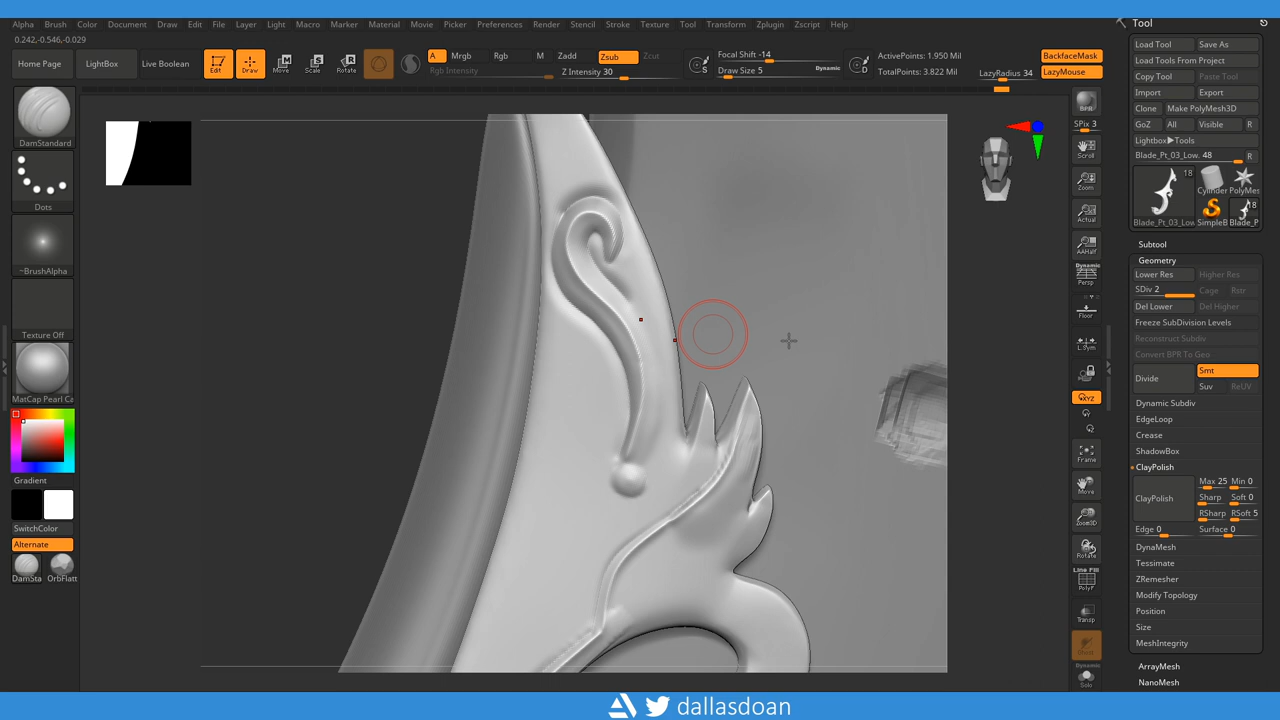 Alpha Brush Color Document Draw Edit File Layer Light Macro Marker Material Movie Picker Preferences Render Stencil Stroke Texture Tool Transform Zplugin Zscript Help
Tool
0.242,-0.546,-0.029
Home Page
LightBox
Live Boolean
Edit
Draw
Move
Scale
Rotate
A
Mrgb
Rgb
M
Zadd
Zsub
Zcut
Rgb Intensity
Z Intensity 30
Focal Shift -14
Draw Size 5
Dynamic
ActivePoints: 1.950 Mil
TotalPoints: 3.822 Mil
LazyRadius 34
BackfaceMask
LazyMouse
DamStandard
Dots
~BrushAlpha
Texture Off
MatCap Pearl Ca
Gradient
SwitchColor
Alternate
DamSta
OrbFlatt
BPR
SPix 3
Scroll
Zoom
Actual
AAHalf
Dynamic
Persp
Floor
L.Sym
XYZ
Frame
Move
Zoom3D
Rotate
Line Fill
PolyF
Transp
Ghost
Dynamic
Solo
Load Tool Save As
Load Tools From Project
Copy Tool Paste Tool
Import Export
Clone Make PolyMesh3D
GoZ All Visible R
Lightbox▶Tools
Blade_Pt_03_Low. 48 R
18
Cylinder PolyMes
18
Blade_Pt_03_Low SimpleB Blade_P
Subtool
Geometry
Lower Res Higher Res
SDiv 2 Cage Rstr
Del Lower Del Higher
Freeze SubDivision Levels
Reconstruct Subdiv
Convert BPR To Geo
Divide
Smt
Suv ReUV
Dynamic Subdiv
EdgeLoop
Crease
ShadowBox
ClayPolish
ClayPolish
Max 25 Min 0
Sharp Soft 0
RSharp RSoft 5
Edge 0 Surface 0
DynaMesh
Tessimate
ZRemesher
Modify Topology
Position
Size
MeshIntegrity
ArrayMesh
NanoMesh
dallasdoan